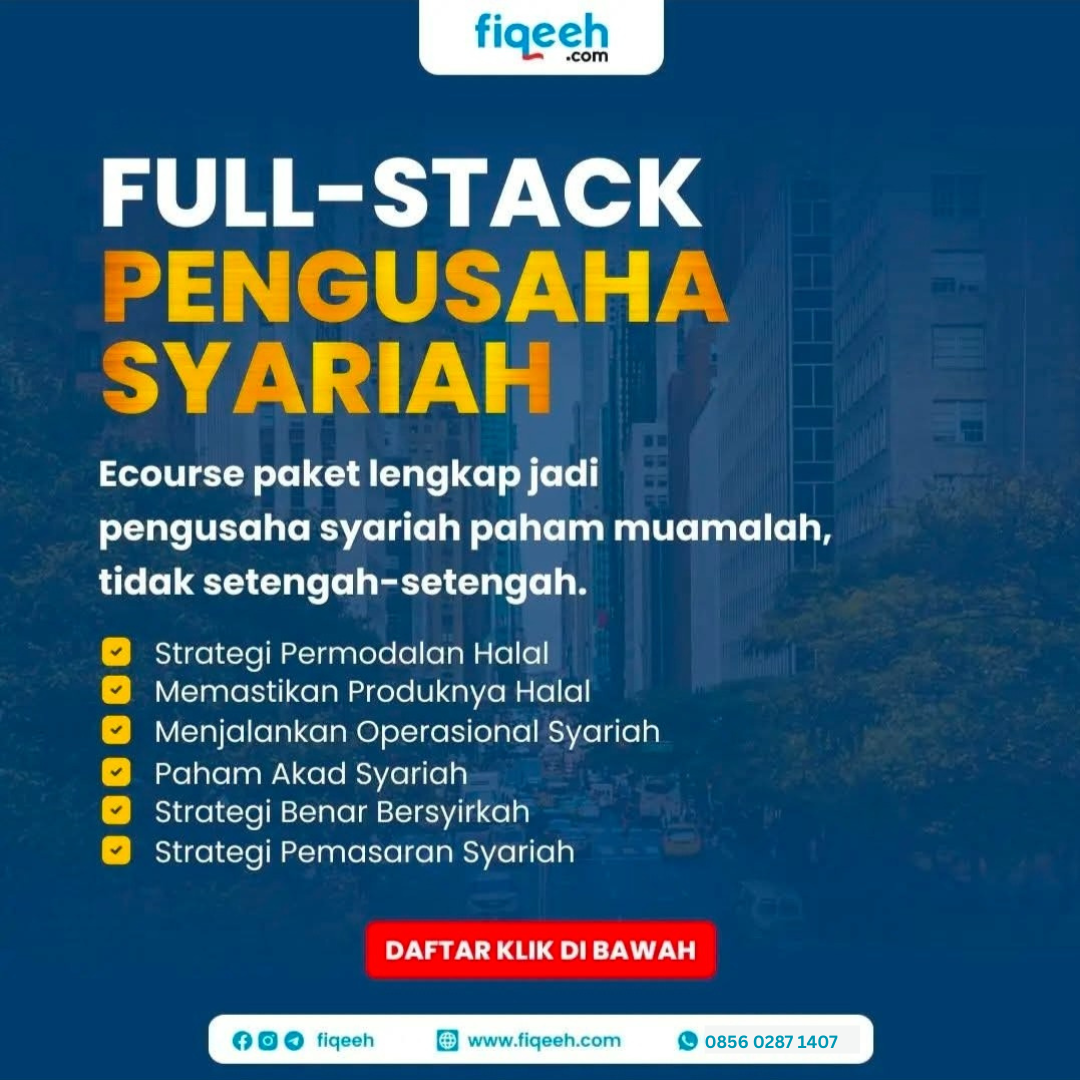 fiqeeh
.com
FULL-STACK
PENGUSAHA
SYARIAH
Ecourse paket lengkap jadi
pengusaha syariah paham muamalah,
tidak setengah-setengah.
Strategi Permodalan Halal
Memastikan Produknya Halal
Menjalankan Operasional Syariah
Paham Akad Syariah
Strategi Benar Bersyirkah
Strategi Pemasaran Syariah
DAFTAR KLIK DI BAWAH
fiqeeh www.fiqeeh.com 0856 0287 1407